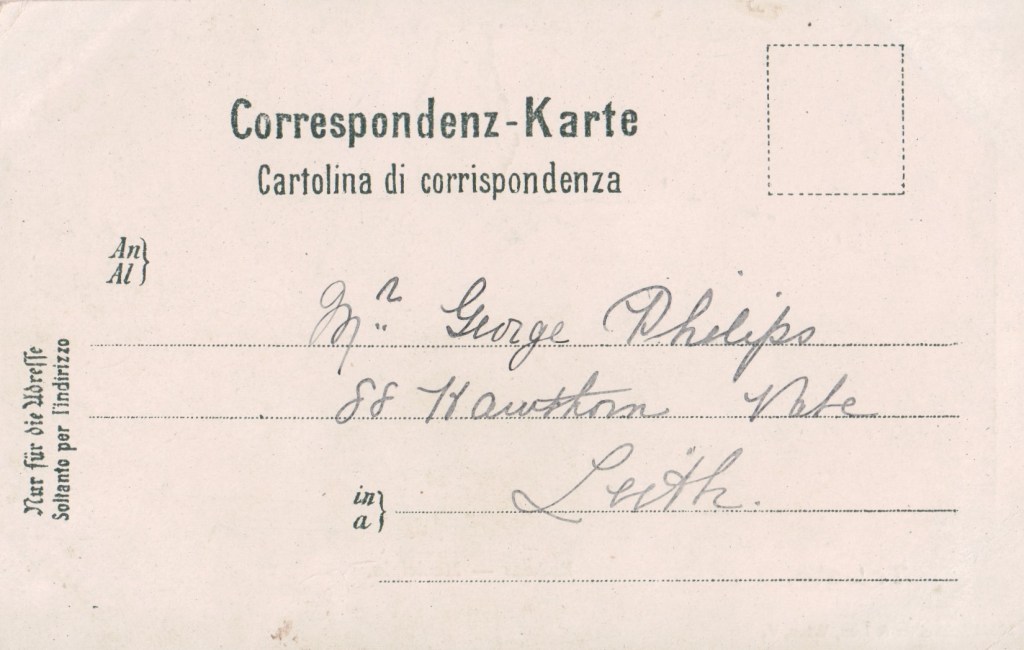 Correspondenz-Karte
Cartolina di corrispondenza
An
Al
Mr. George Philips
88 Hawthorn Vale
in
a
Leith.
Nur für die Adresse
Soltanto per l'indirizzo